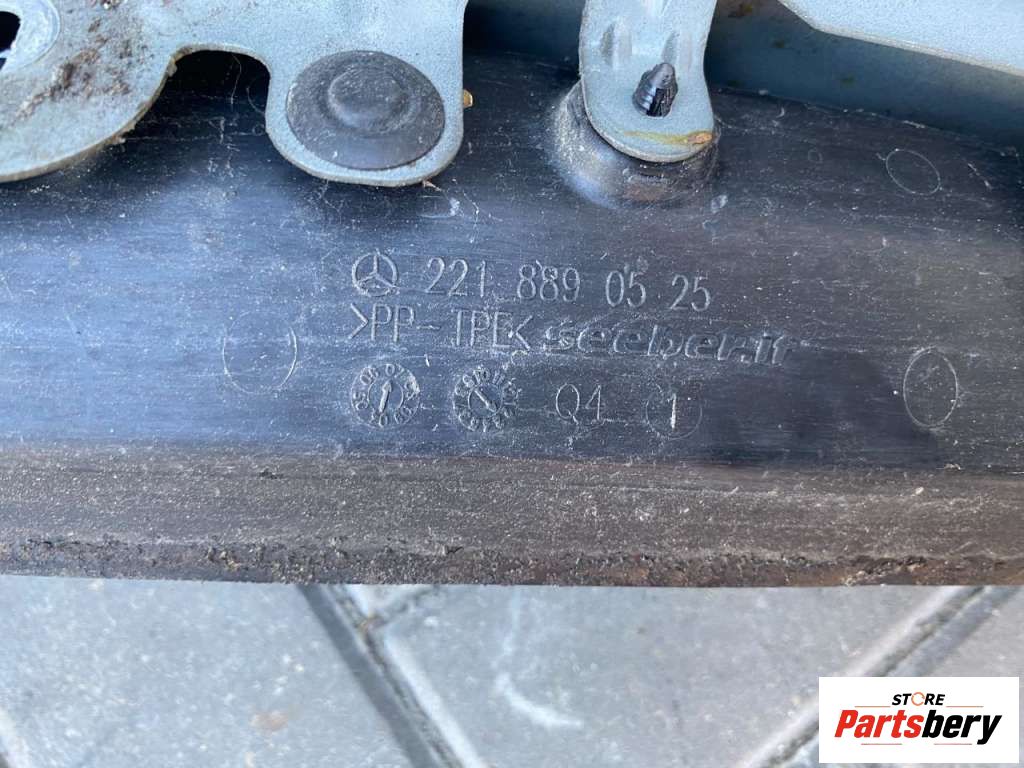 221 889 05 25
>PP-TPE< seeber.it
Q4 1
STORE
Partsbery